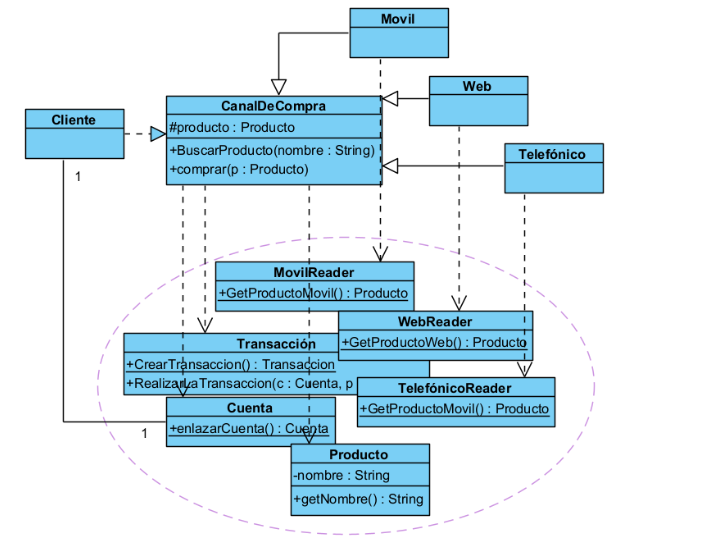 Movil
Web
CanalDeCompra
#producto : Producto
+BuscarProducto(nombre : String)
+comprar(p : Producto)
Cliente
Telefónico
1
MovilReader
+GetProductoMovil() : Producto
WebReader
+GetProductoWeb() : Producto
Transacción
+CrearTransaccion() : Transaccion
+RealizarLaTransaccion(c : Cuenta, p
TelefónicoReader
+GetProductoMovil() : Producto
Cuenta
+enlazarCuenta() : Cuenta
1
Producto
-nombre : String
+getNombre() : String